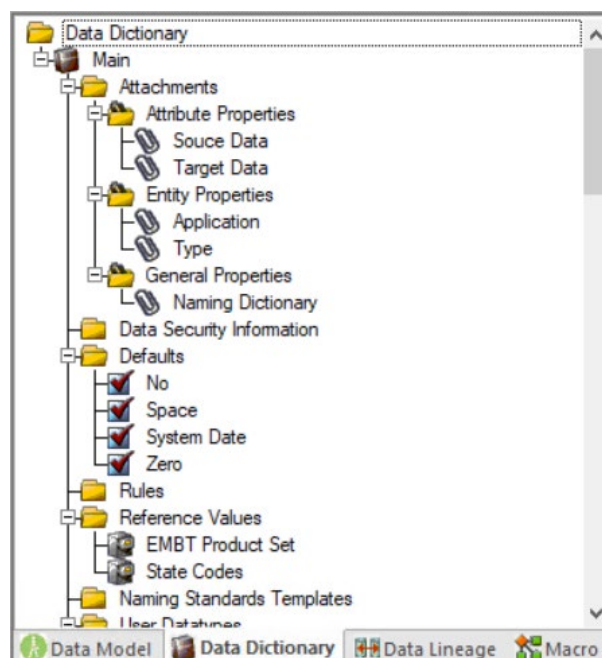 Data Dictionary
Main
Attachments
Attribute Properties
Souce Data
Target Data
Entity Properties
Application
Type
General Properties
Naming Dictionary
Data Security Information
Defaults
No
Space
System Date
Zero
Rules
Reference Values
EMBT Product Set
State Codes
Naming Standards Templates
User Datatypes
Data Model Data Dictionary Data Lineage Macro